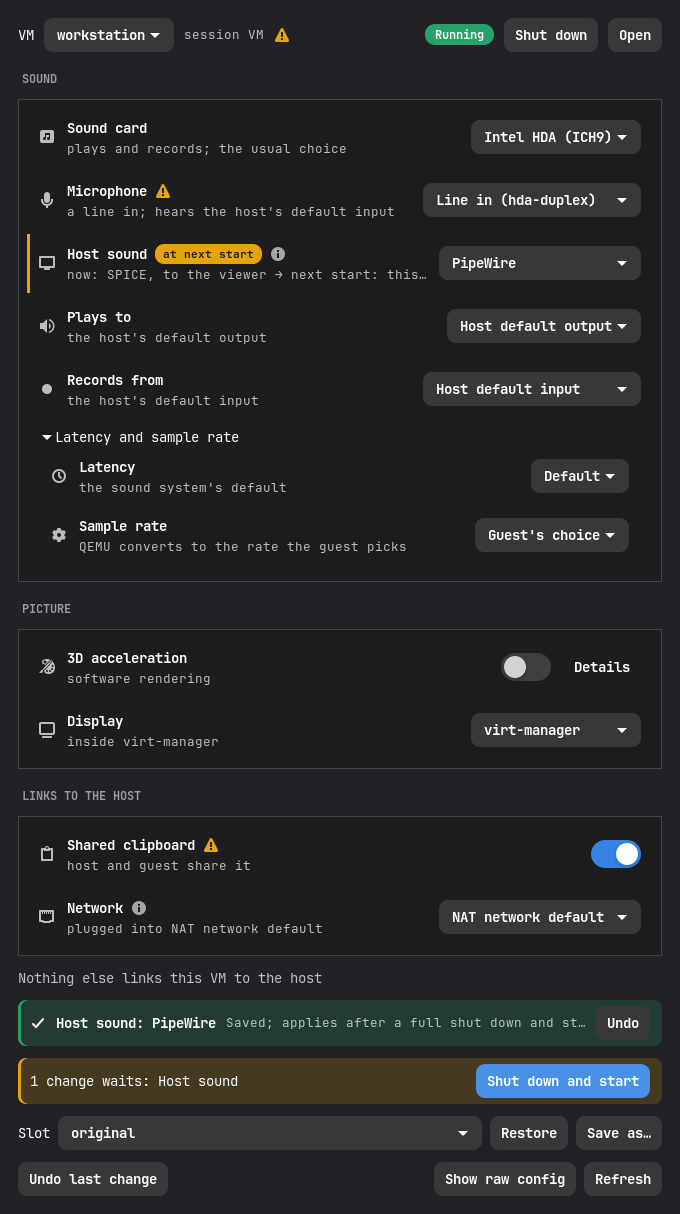 VM workstation session VM Running Shut down Open
SOUND
Sound card
plays and records; the usual choice
Intel HDA (ICH9)
Microphone
a line in; hears the host's default input
Line in (hda-duplex)
Host sound at next start
now: SPICE, to the viewer → next start: this…
PipeWire
Plays to
the host's default output
Host default output
Records from
the host's default input
Host default input
Latency and sample rate
Latency
the sound system's default
Default
Sample rate
QEMU converts to the rate the guest picks
Guest's choice
PICTURE
3D acceleration
software rendering
Details
Display
inside virt-manager
virt-manager
LINKS TO THE HOST
Shared clipboard
host and guest share it
Network
plugged into NAT network default
NAT network default
Nothing else links this VM to the host
Host sound: PipeWire Saved; applies after a full shut down and st… Undo
1 change waits: Host sound Shut down and start
Slot original Restore Save as…
Undo last change Show raw config Refresh